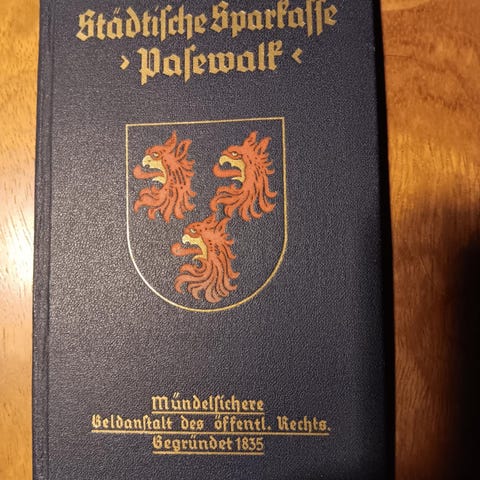 Städtische Sparkasse
› Pasewalk ‹
Mündelsichere
Geldanstalt des öffentl. Rechts.
Gegründet 1835